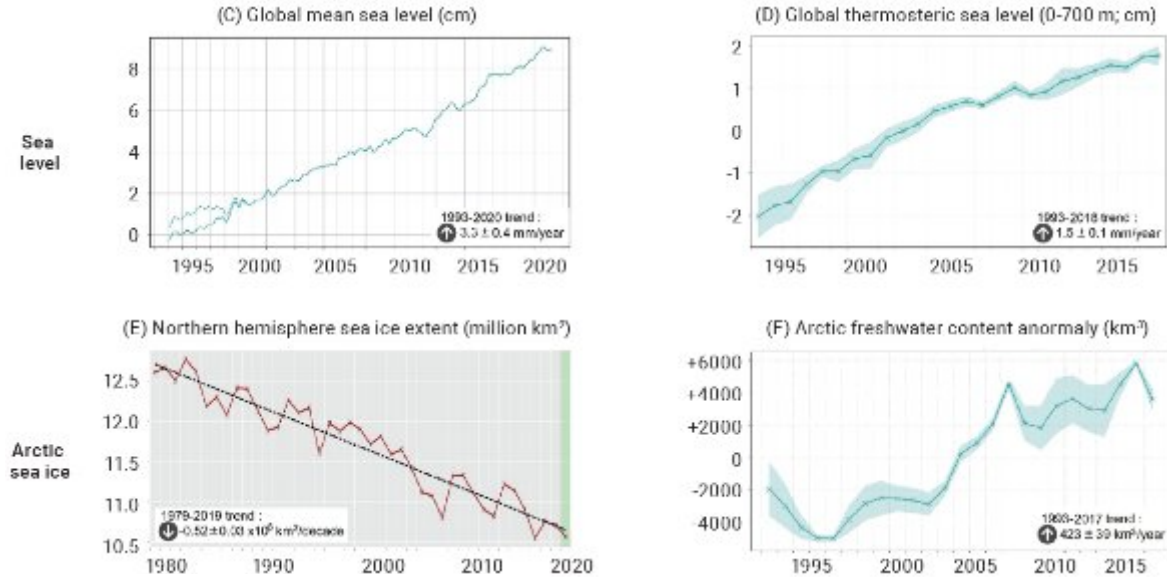 (C) Global mean sea level (cm)
8
6
4
2
0
1993-2020 trend :
3.3 ± 0.4 mm/year
1995 2000 2005 2010 2015 2020
(D) Global thermosteric sea level (0-700 m; cm)
2
1
0
-1
-2
1993-2018 trend :
1.5 ± 0.1 mm/year
1995 2000 2005 2010 2015
Sea
level
(E) Northern hemisphere sea ice extent (million km²)
12.5
12.0
11.5
11.0
10.5
1979-2019 trend :
-0.52±0.03 x10⁶ km²/decade
1980 1990 2000 2010 2020
(F) Arctic freshwater content anormaly (km³)
+6000
+4000
+2000
0
-2000
4000
1993-2017 trend :
423 ± 39 km³/year
1995 2000 2005 2010 2015
Arctic
sea ice